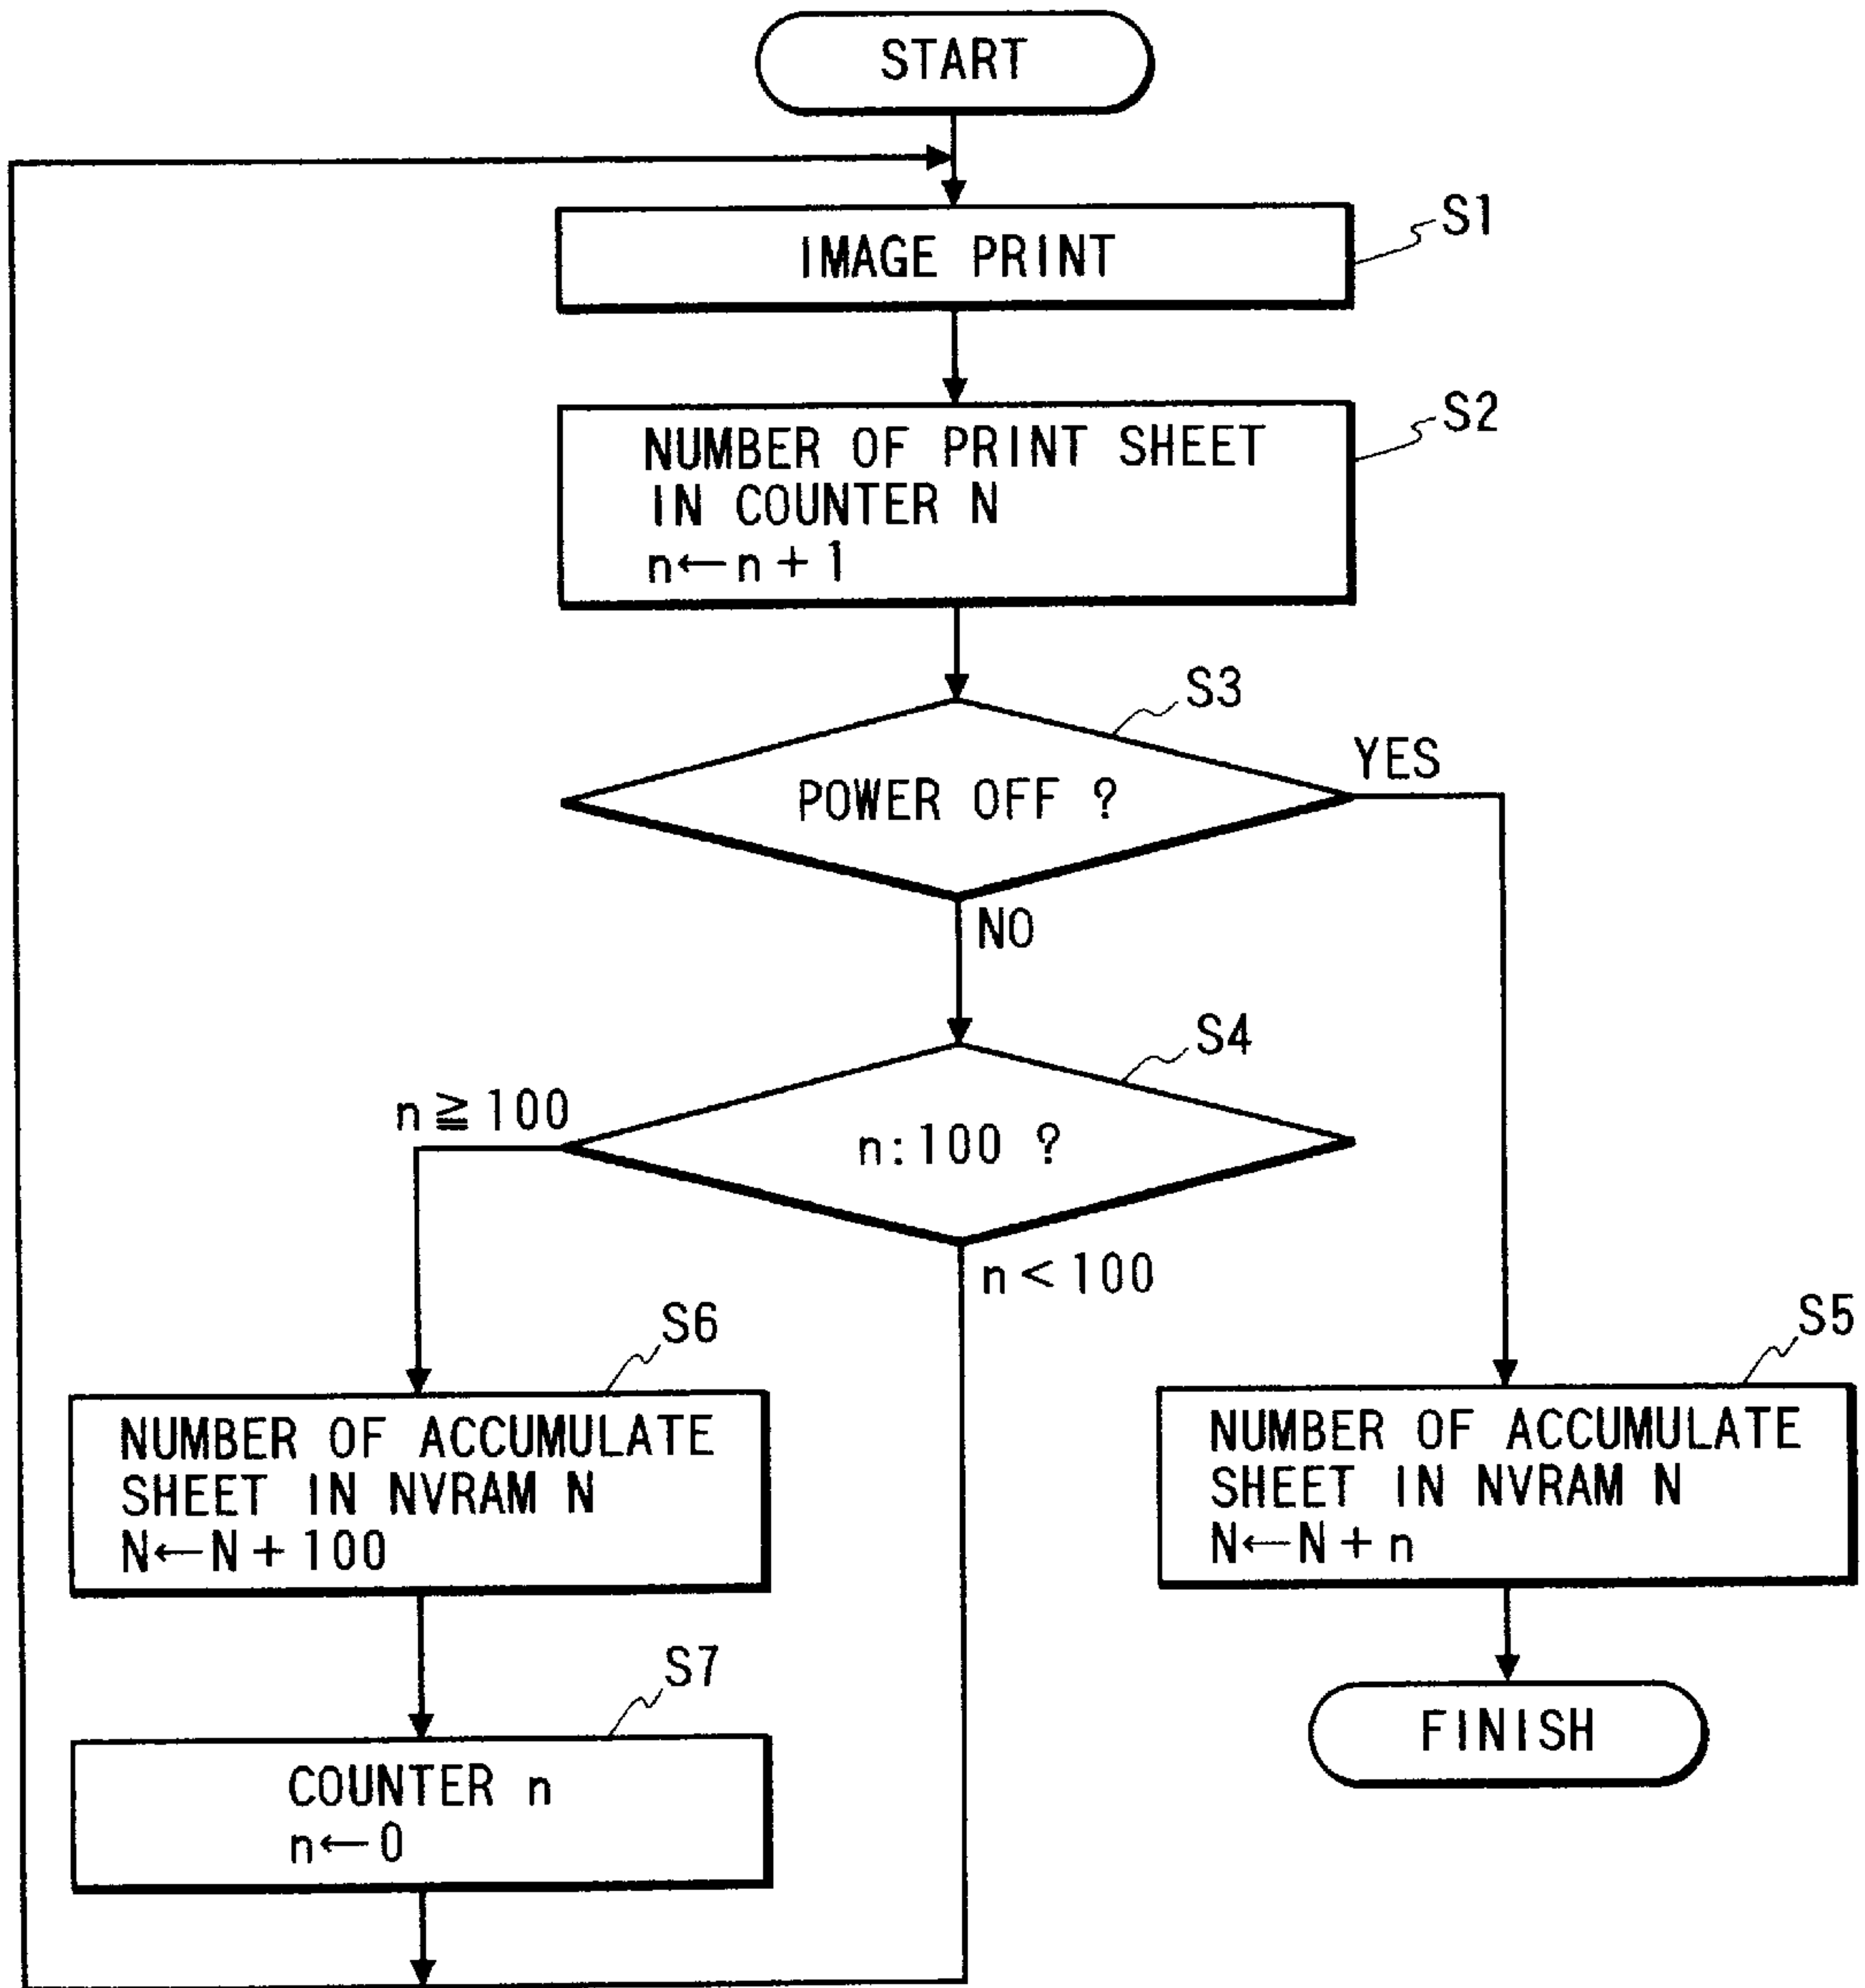 START
IMAGE PRINT
S1
NUMBER OF PRINT SHEET
IN COUNTER N
n←n+1
S2
S3
POWER OFF ?
YES
NO
S4
n≧100
n:100 ?
n<100
S6
NUMBER OF ACCUMULATE
SHEET IN NVRAM N
N←N+100
S5
NUMBER OF ACCUMULATE
SHEET IN NVRAM N
N←N+n
S7
COUNTER n
n←0
FINISH